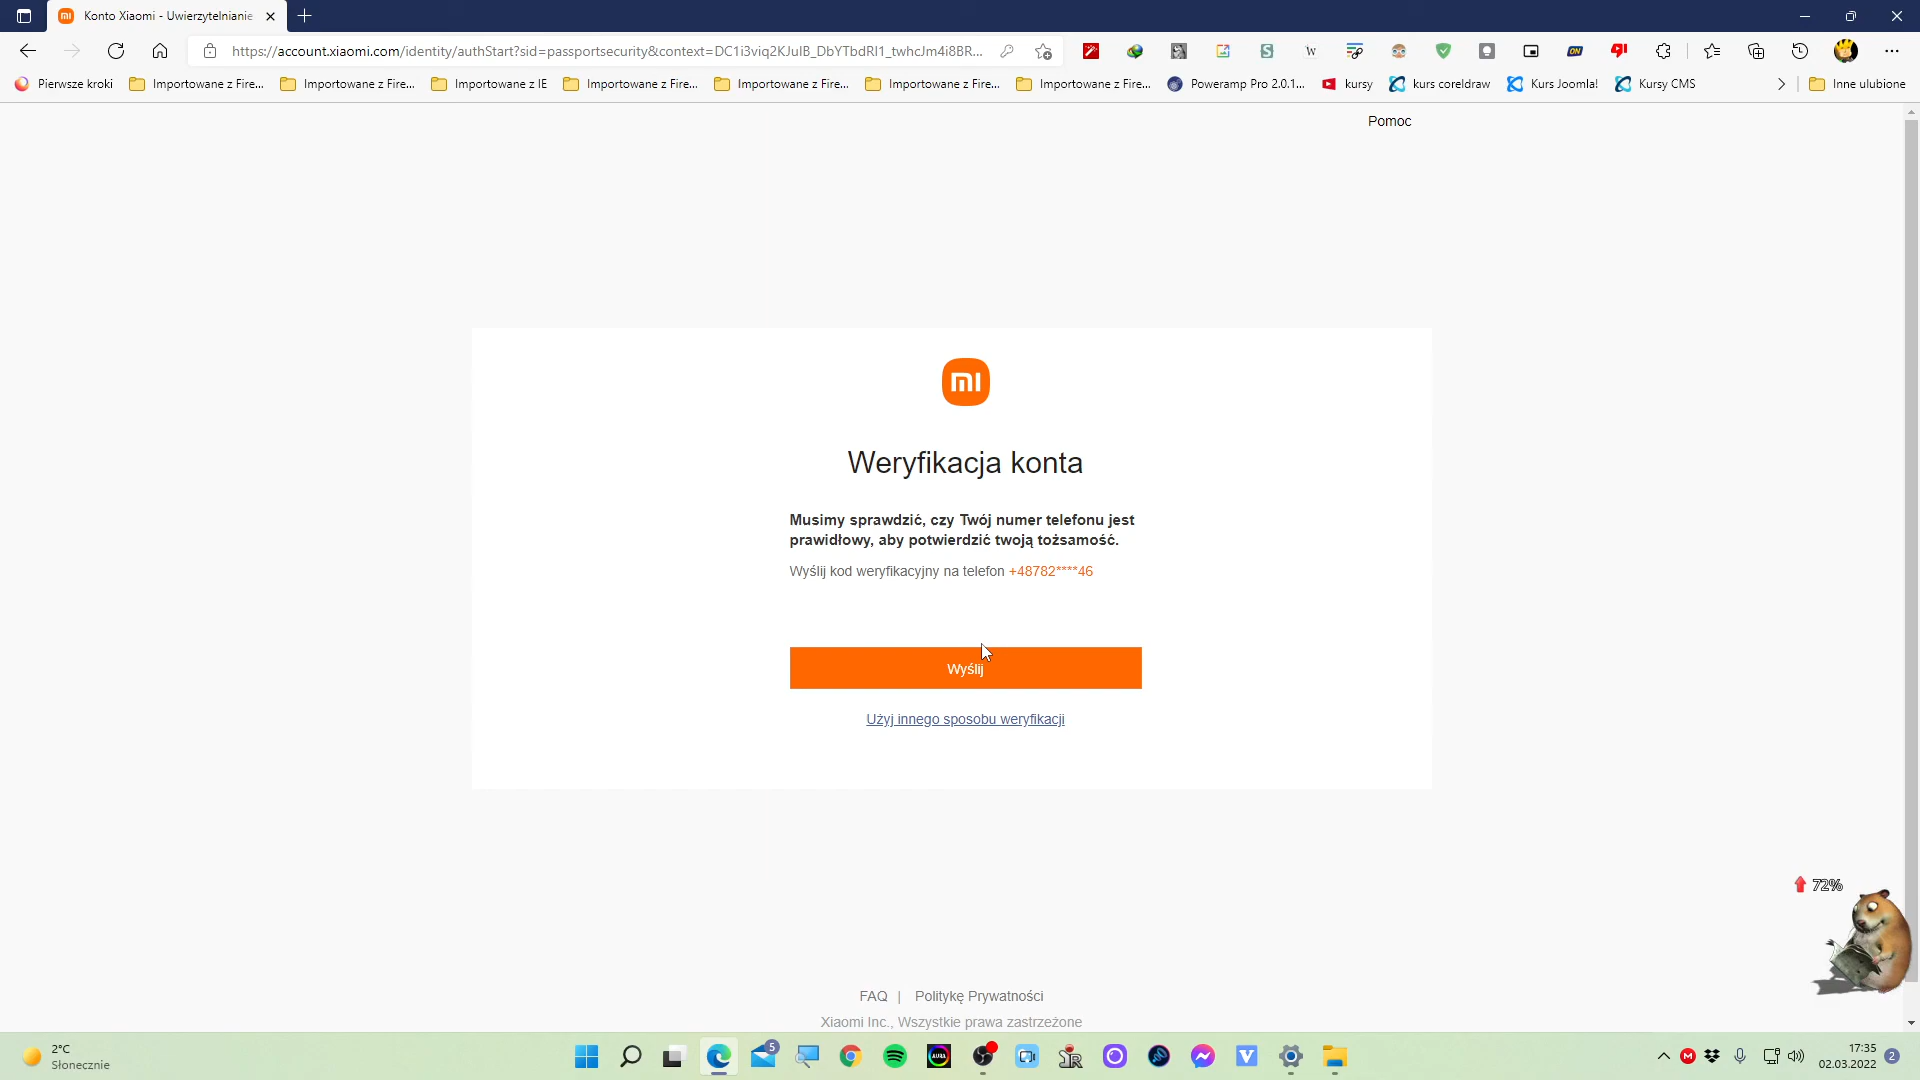 Konto Xiaomi - Uwierzytelnianie
https://account.xiaomi.com/identity/authStart?sid=passportsecurity&context=DC1i3viq2KJulB_DbYTbdRl1_twhcJm4i8BR...
Pierwsze kroki Importowane z Fire... Importowane z Fire... Importowane z IE Importowane z Fire... Importowane z Fire... Importowane z Fire... Importowane z Fire... Poweramp Pro 2.0.1... kursy kurs coreldraw Kurs Joomla! Kursy CMS Inne ulubione
Pomoc
Weryfikacja konta
Musimy sprawdzić, czy Twój numer telefonu jest
prawidłowy, aby potwierdzić twoją tożsamość.
Wyślij kod weryfikacyjny na telefon +48782****46
Wyślij
Użyj innego sposobu weryfikacji
72%
FAQ | Politykę Prywatności
Xiaomi Inc., Wszystkie prawa zastrzeżone
2°C
Słonecznie
5
17:35
02.03.2022
2